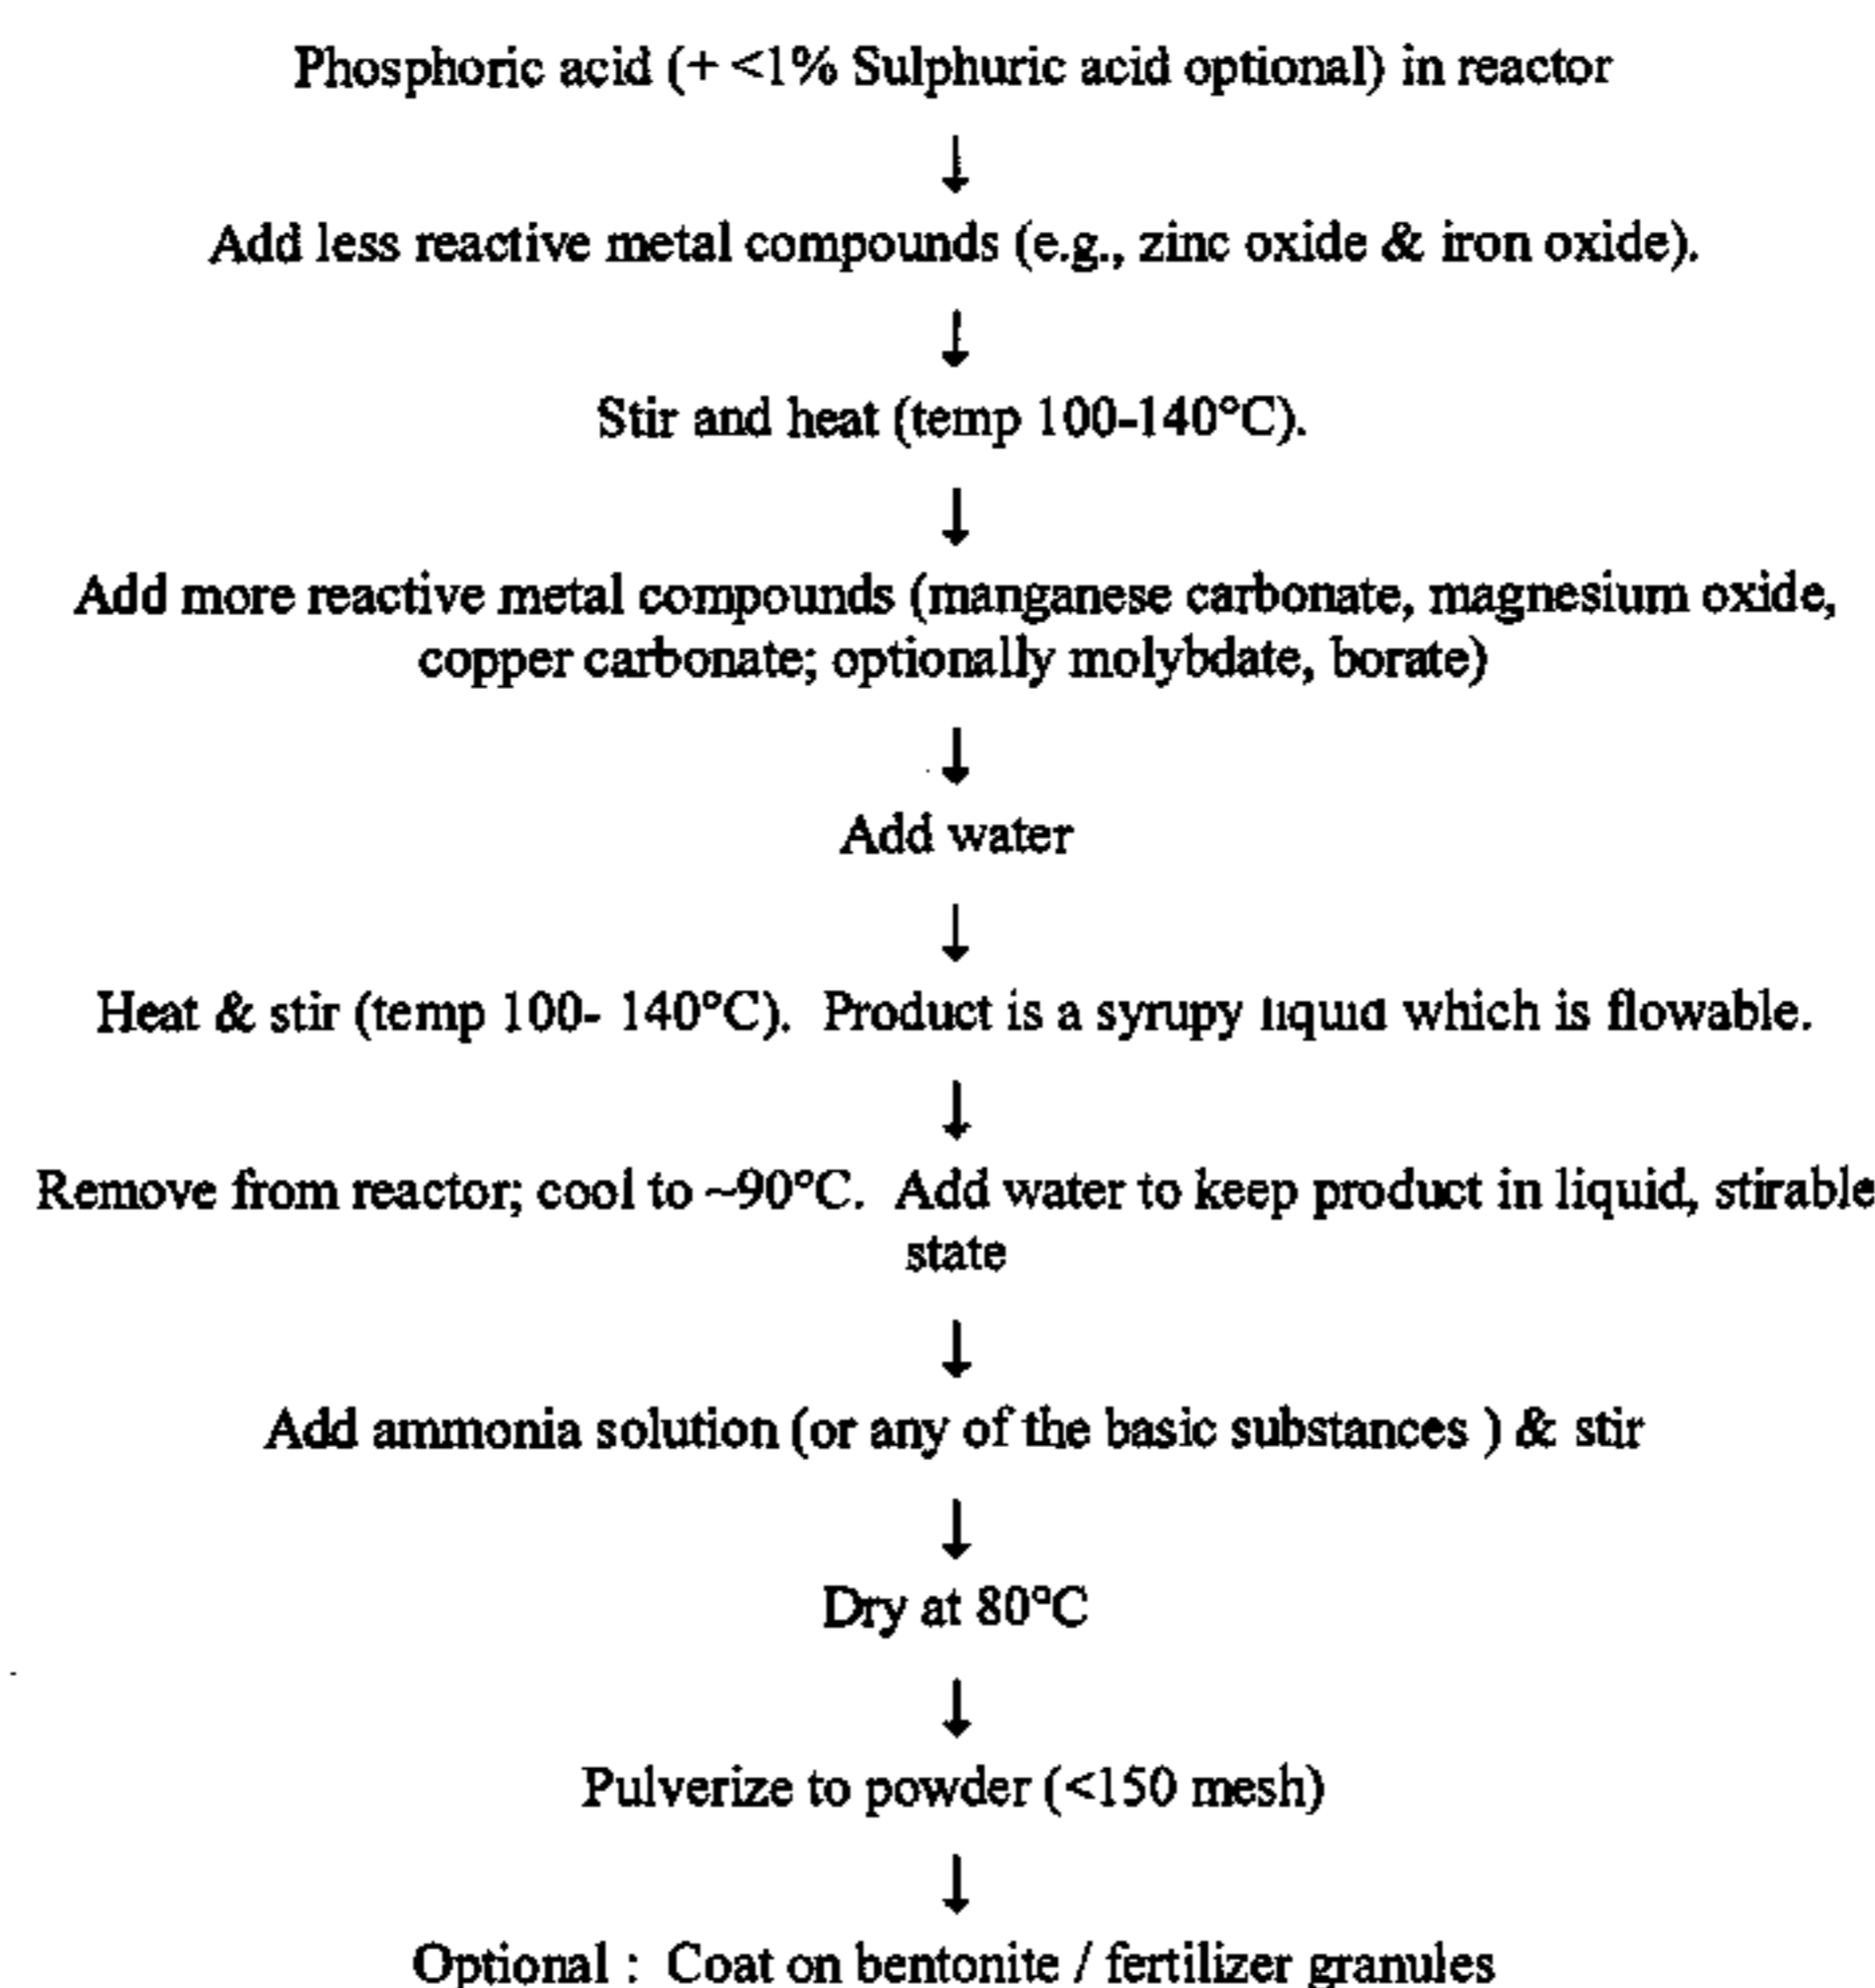 Phosphoric acid (+ <1% Sulphuric acid optional) in reactor
↓
Add less reactive metal compounds (e.g., zinc oxide & iron oxide).
↓
Stir and heat (temp 100-140°C).
↓
Add more reactive metal compounds (manganese carbonate, magnesium oxide,
copper carbonate; optionally molybdate, borate)
↓
Add water
↓
Heat & stir (temp 100- 140°C). Product is a syrupy liquid which is flowable.
↓
Remove from reactor; cool to ~90°C. Add water to keep product in liquid, stirable
state
↓
Add ammonia solution (or any of the basic substances ) & stir
↓
Dry at 80°C
↓
Pulverize to powder (<150 mesh)
↓
Optional : Coat on bentonite / fertilizer granules